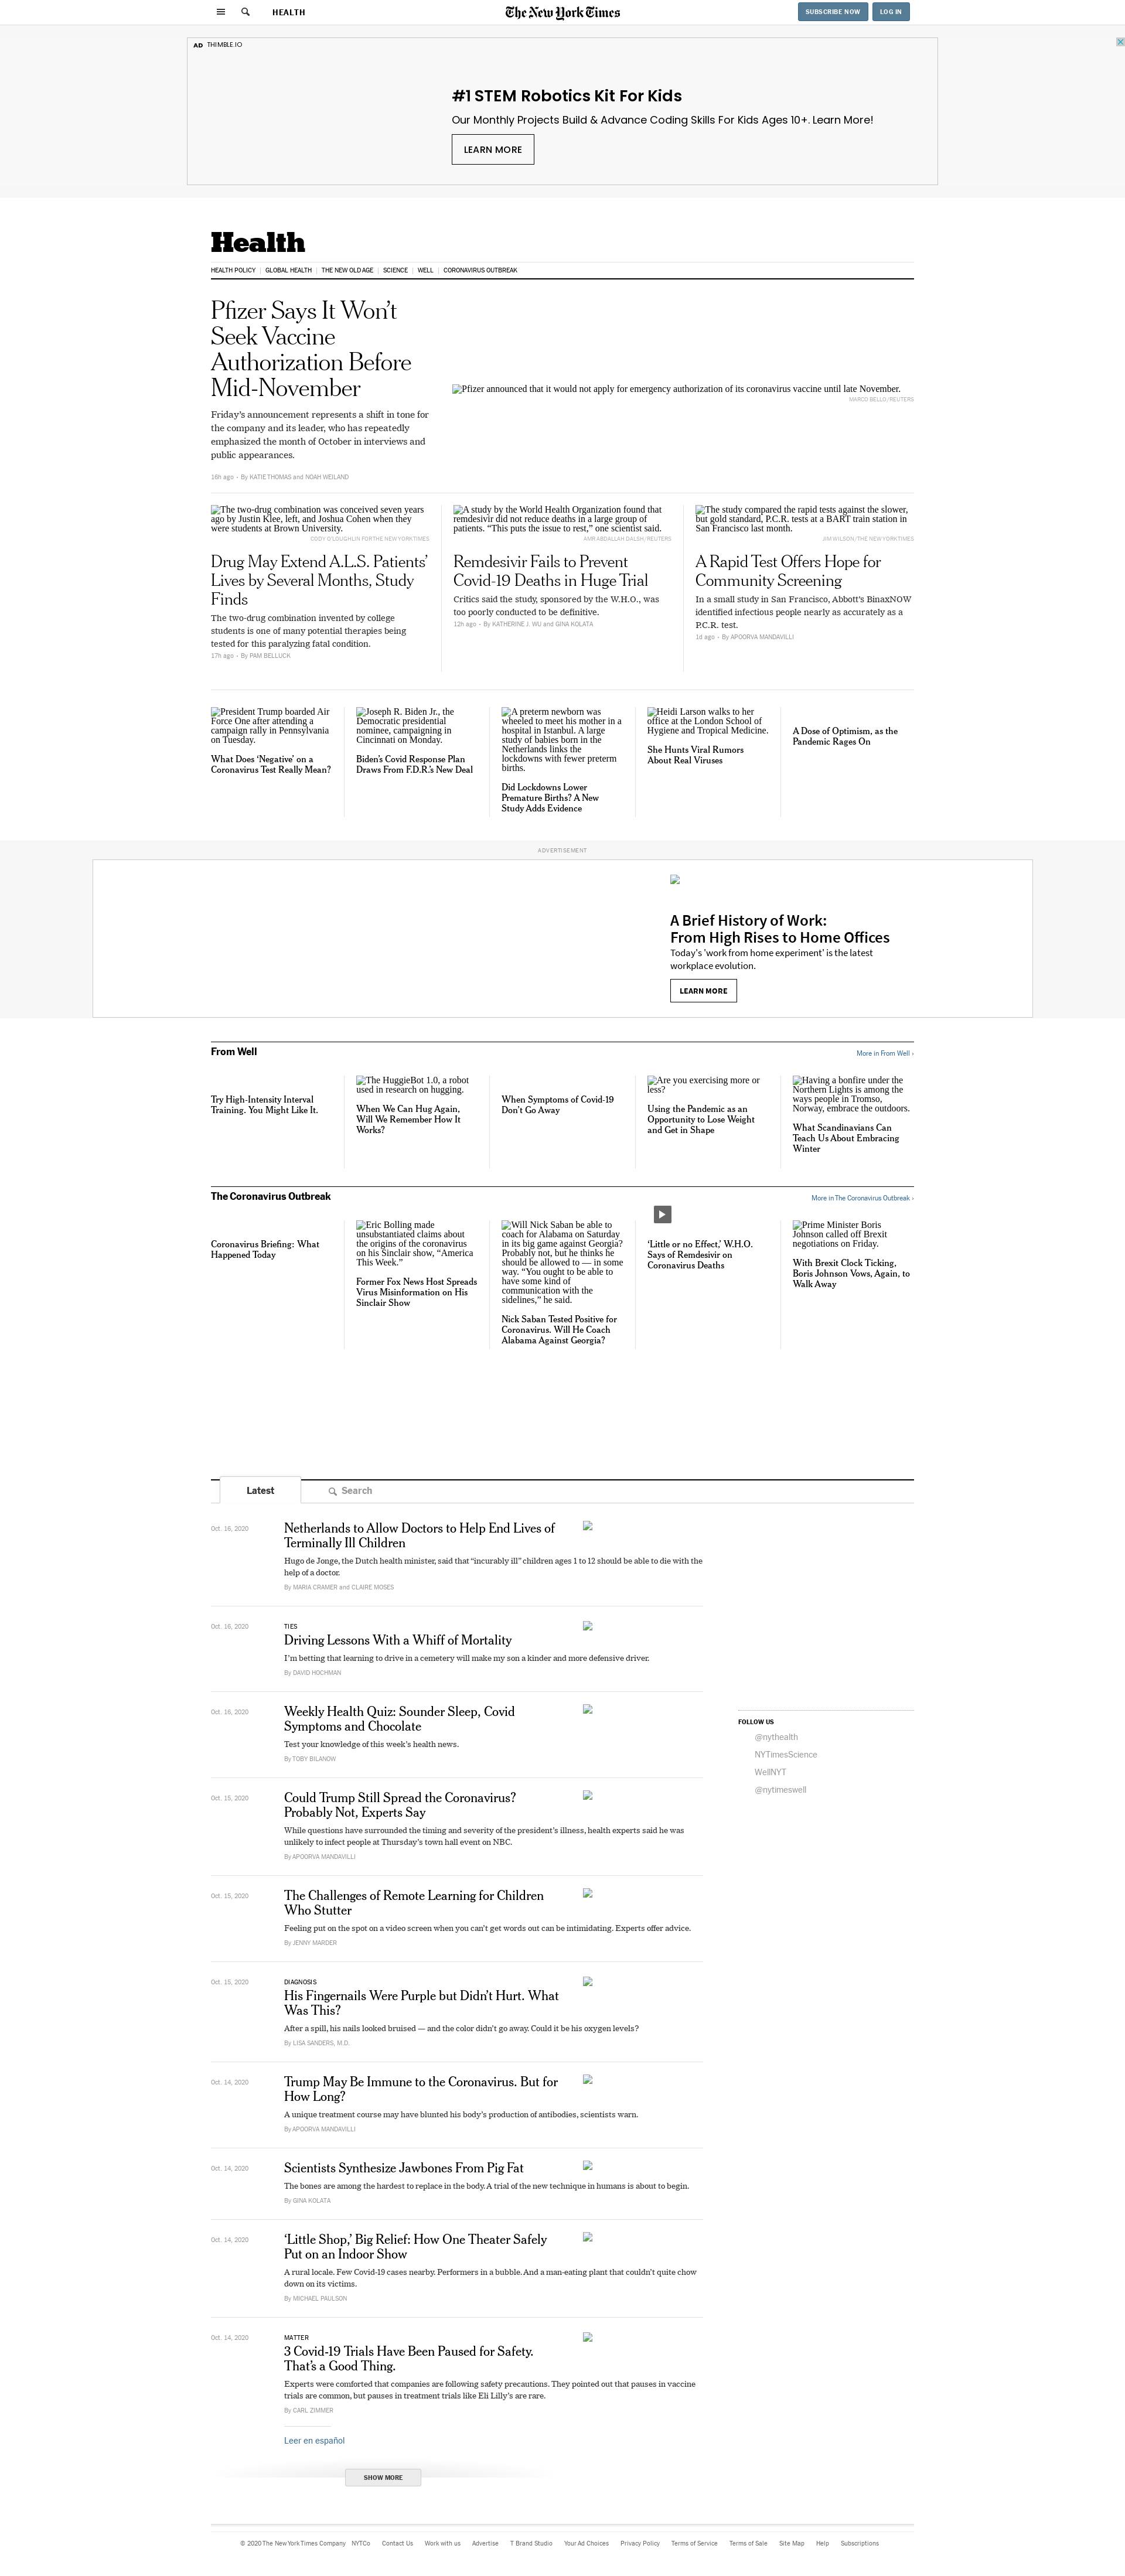 HEALTH
The New York Times
SUBSCRIBE NOW
LOG IN
AD THIMBLE.IO
#1 STEM Robotics Kit For Kids
Our Monthly Projects Build & Advance Coding Skills For Kids Ages 10+. Learn More!
LEARN MORE
Health
HEALTH POLICY | GLOBAL HEALTH | THE NEW OLD AGE | SCIENCE | WELL | CORONAVIRUS OUTBREAK
Pfizer Says It Won’t
Seek Vaccine
Authorization Before
Mid-November
Friday’s announcement represents a shift in tone for
the company and its leader, who has repeatedly
emphasized the month of October in interviews and
public appearances.
16h ago - By KATIE THOMAS and NOAH WEILAND
Pfizer announced that it would not apply for emergency authorization of its coronavirus vaccine until late November.
MARCO BELLO/REUTERS
The two-drug combination was conceived seven years
ago by Justin Klee, left, and Joshua Cohen when they
were students at Brown University.
CODY O'LOUGHLIN FOR THE NEW YORK TIMES
Drug May Extend A.L.S. Patients’
Lives by Several Months, Study
Finds
The two-drug combination invented by college
students is one of many potential therapies being
tested for this paralyzing fatal condition.
17h ago - By PAM BELLUCK
A study by the World Health Organization found that
remdesivir did not reduce deaths in a large group of
patients. “This puts the issue to rest,” one scientist said.
AMR ABDALLAH DALSH/REUTERS
Remdesivir Fails to Prevent
Covid-19 Deaths in Huge Trial
Critics said the study, sponsored by the W.H.O., was
too poorly conducted to be definitive.
12h ago - By KATHERINE J. WU and GINA KOLATA
The study compared the rapid tests against the slower,
but gold standard, P.C.R. tests at a BART train station in
San Francisco last month.
JIM WILSON/THE NEW YORK TIMES
A Rapid Test Offers Hope for
Community Screening
In a small study in San Francisco, Abbott’s BinaxNOW
identified infectious people nearly as accurately as a
P.C.R. test.
1d ago - By APOORVA MANDAVILLI
President Trump boarded Air
Force One after attending a
campaign rally in Pennsylvania
on Tuesday.
What Does ‘Negative’ on a
Coronavirus Test Really Mean?
Joseph R. Biden Jr., the
Democratic presidential
nominee, campaigning in
Cincinnati on Monday.
Biden’s Covid Response Plan
Draws From F.D.R.’s New Deal
A preterm newborn was
wheeled to meet his mother in a
hospital in Istanbul. A large
study of babies born in the
Netherlands links the
lockdowns with fewer preterm
births.
Did Lockdowns Lower
Premature Births? A New
Study Adds Evidence
Heidi Larson walks to her
office at the London School of
Hygiene and Tropical Medicine.
She Hunts Viral Rumors
About Real Viruses
A Dose of Optimism, as the
Pandemic Rages On
ADVERTISEMENT
A Brief History of Work:
From High Rises to Home Offices
Today's 'work from home experiment' is the latest
workplace evolution.
LEARN MORE
From Well
More in From Well ›
Try High-Intensity Interval
Training. You Might Like It.
The HuggieBot 1.0, a robot
used in research on hugging.
When We Can Hug Again,
Will We Remember How It
Works?
When Symptoms of Covid-19
Don’t Go Away
Are you exercising more or
less?
Using the Pandemic as an
Opportunity to Lose Weight
and Get in Shape
Having a bonfire under the
Northern Lights is among the
ways people in Tromso,
Norway, embrace the outdoors.
What Scandinavians Can
Teach Us About Embracing
Winter
The Coronavirus Outbreak
More in The Coronavirus Outbreak ›
Coronavirus Briefing: What
Happened Today
Eric Bolling made
unsubstantiated claims about
the origins of the coronavirus
on his Sinclair show, “America
This Week.”
Former Fox News Host Spreads
Virus Misinformation on His
Sinclair Show
Will Nick Saban be able to
coach for Alabama on Saturday
in its big game against Georgia?
Probably not, but he thinks he
should be allowed to — in some
way. “You ought to be able to
have some kind of
communication with the
sidelines,” he said.
Nick Saban Tested Positive for
Coronavirus. Will He Coach
Alabama Against Georgia?
‘Little or no Effect,’ W.H.O.
Says of Remdesivir on
Coronavirus Deaths
Prime Minister Boris
Johnson called off Brexit
negotiations on Friday.
With Brexit Clock Ticking,
Boris Johnson Vows, Again, to
Walk Away
Latest
Search
Oct. 16, 2020
Netherlands to Allow Doctors to Help End Lives of
Terminally Ill Children
Hugo de Jonge, the Dutch health minister, said that “incurably ill” children ages 1 to 12 should be able to die with the
help of a doctor.
By MARIA CRAMER and CLAIRE MOSES
Oct. 16, 2020
TIES
Driving Lessons With a Whiff of Mortality
I’m betting that learning to drive in a cemetery will make my son a kinder and more defensive driver.
By DAVID HOCHMAN
Oct. 16, 2020
Weekly Health Quiz: Sounder Sleep, Covid
Symptoms and Chocolate
Test your knowledge of this week’s health news.
By TOBY BILANOW
FOLLOW US
@nythealth
NYTimesScience
WellNYT
@nytimeswell
Oct. 15, 2020
Could Trump Still Spread the Coronavirus?
Probably Not, Experts Say
While questions have surrounded the timing and severity of the president’s illness, health experts said he was
unlikely to infect people at Thursday’s town hall event on NBC.
By APOORVA MANDAVILLI
Oct. 15, 2020
The Challenges of Remote Learning for Children
Who Stutter
Feeling put on the spot on a video screen when you can’t get words out can be intimidating. Experts offer advice.
By JENNY MARDER
Oct. 15, 2020
DIAGNOSIS
His Fingernails Were Purple but Didn’t Hurt. What
Was This?
After a spill, his nails looked bruised — and the color didn’t go away. Could it be his oxygen levels?
By LISA SANDERS, M.D.
Oct. 14, 2020
Trump May Be Immune to the Coronavirus. But for
How Long?
A unique treatment course may have blunted his body’s production of antibodies, scientists warn.
By APOORVA MANDAVILLI
Oct. 14, 2020
Scientists Synthesize Jawbones From Pig Fat
The bones are among the hardest to replace in the body. A trial of the new technique in humans is about to begin.
By GINA KOLATA
Oct. 14, 2020
‘Little Shop,’ Big Relief: How One Theater Safely
Put on an Indoor Show
A rural locale. Few Covid-19 cases nearby. Performers in a bubble. And a man-eating plant that couldn’t quite chow
down on its victims.
By MICHAEL PAULSON
Oct. 14, 2020
MATTER
3 Covid-19 Trials Have Been Paused for Safety.
That’s a Good Thing.
Experts were comforted that companies are following safety precautions. They pointed out that pauses in vaccine
trials are common, but pauses in treatment trials like Eli Lilly’s are rare.
By CARL ZIMMER
Leer en español
SHOW MORE
© 2020 The New York Times Company NYTCo Contact Us Work with us Advertise T Brand Studio Your Ad Choices Privacy Policy Terms of Service Terms of Sale Site Map Help Subscriptions